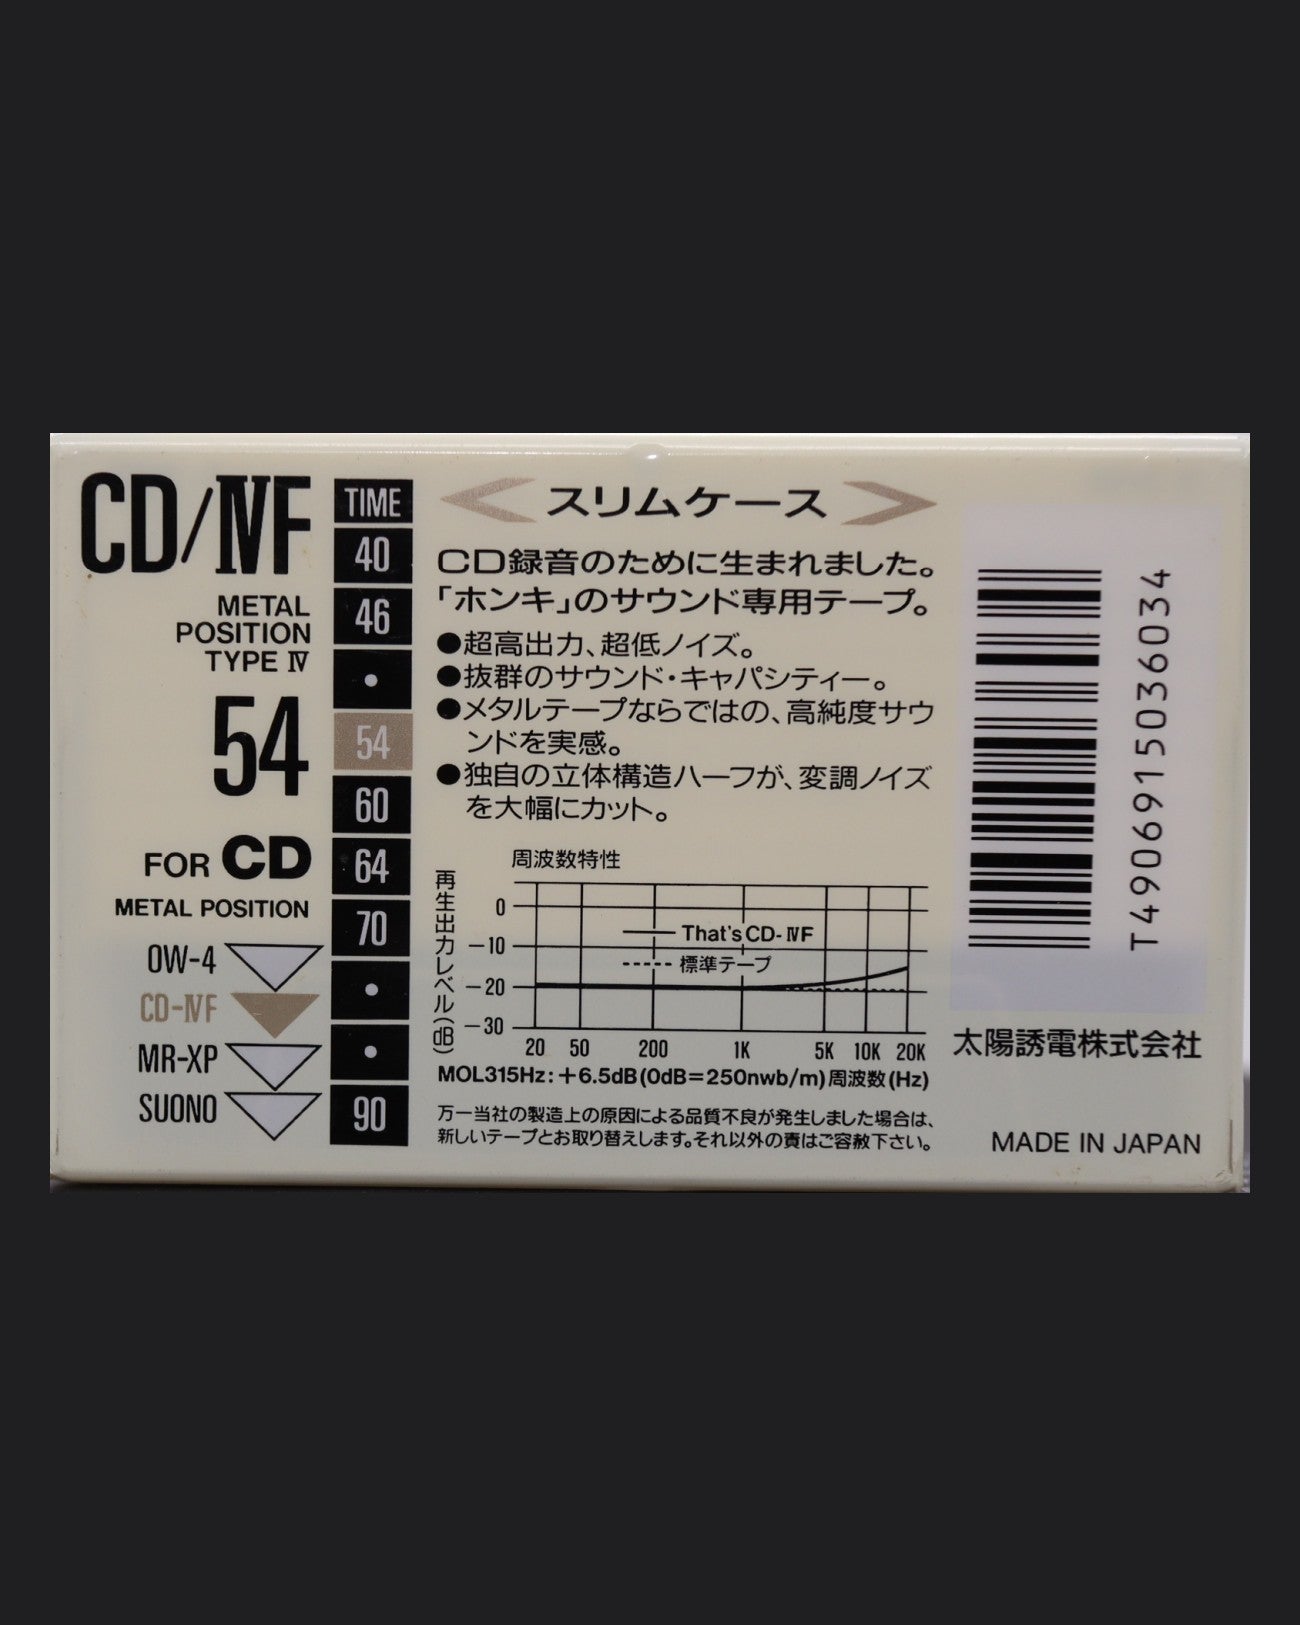 CD/ⅣF
METAL
POSITION
TYPE Ⅳ
54
FOR CD
METAL POSITION
OW-4
CD-ⅣF
MR-XP
SUONO
TIME
40
46
•
54
60
64
70
•
•
90
スリムケース
CD録音のために生まれました。
「ホンキ」のサウンド専用テープ。
●超高出力、超低ノイズ。
●抜群のサウンド・キャパシティー。
●メタルテープならではの、高純度サウ
ンドを実感。
●独自の立体構造ハーフが、変調ノイズ
を大幅にカット。
周波数特性
再生出力レベル(dB)
0
-10
-20
-30
That's CD-ⅣF
標準テープ
20 50 200 1K 5K 10K 20K
MOL315Hz:+6.5dB(0dB=250nwb/m)周波数(Hz)
万一当社の製造上の原因による品質不良が発生しました場合は、
新しいテープとお取り替えします。それ以外の責はご容赦下さい。
T4906915036034
太陽誘電株式会社
MADE IN JAPAN